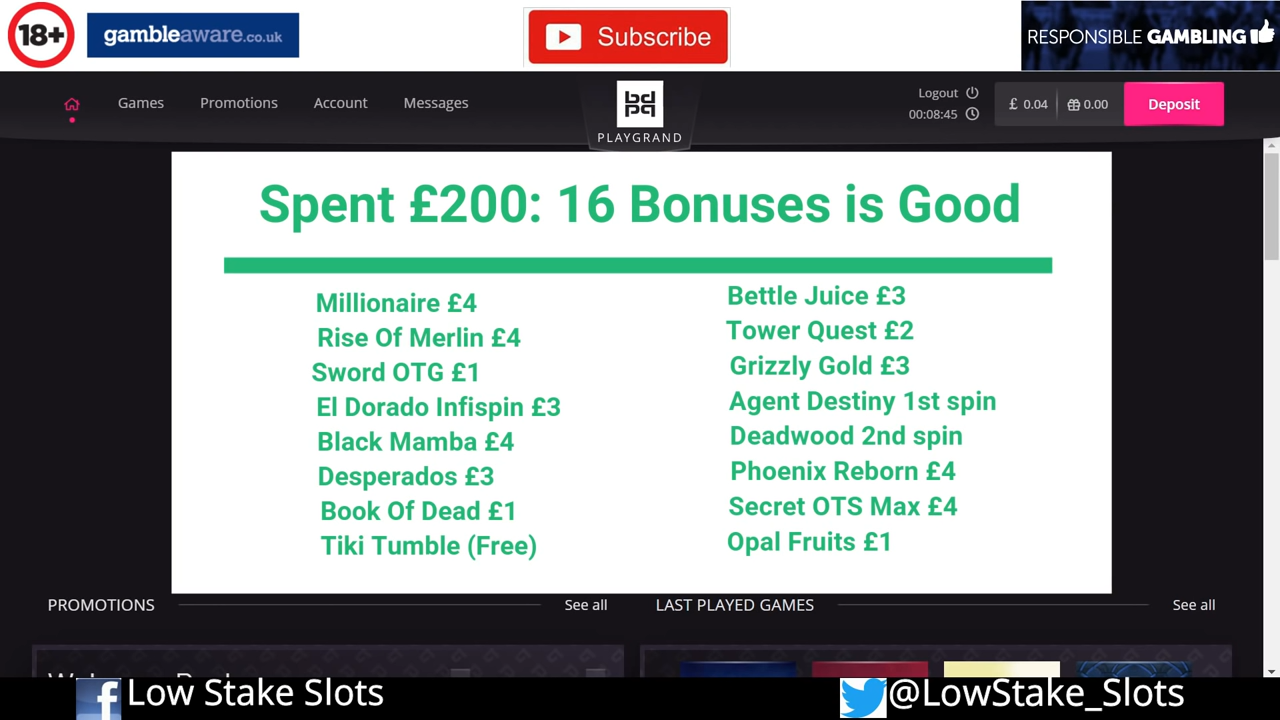 18+
gambleaware.co.uk
Subscribe
RESPONSIBLE GAMBLING
Games
Promotions
Account
Messages
PLAYGRAND
Logout
00:08:45
£ 0.04
0.00
Deposit
Spent £200: 16 Bonuses is Good
Millionaire £4
Rise Of Merlin £4
Sword OTG £1
El Dorado Infispin £3
Black Mamba £4
Desperados £3
Book Of Dead £1
Tiki Tumble (Free)
Bettle Juice £3
Tower Quest £2
Grizzly Gold £3
Agent Destiny 1st spin
Deadwood 2nd spin
Phoenix Reborn £4
Secret OTS Max £4
Opal Fruits £1
PROMOTIONS
See all
LAST PLAYED GAMES
See all
Low Stake Slots
@LowStake_Slots